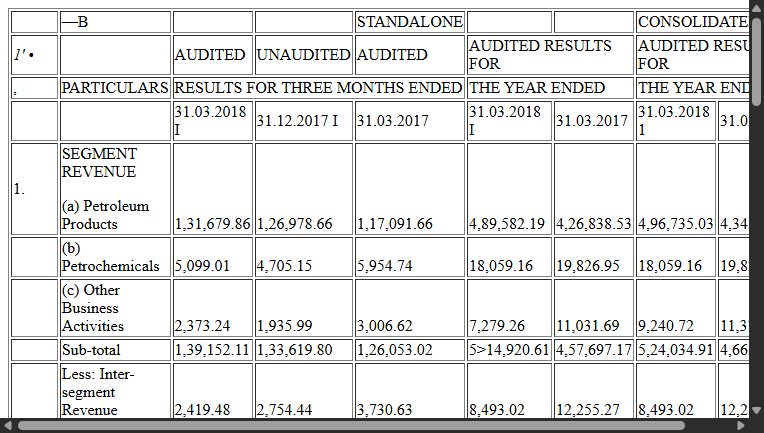 —B STANDALONE CONSOLIDATE
1' • AUDITED UNAUDITED AUDITED AUDITED RESULTS FOR AUDITED RESU FOR
, PARTICULARS RESULTS FOR THREE MONTHS ENDED THE YEAR ENDED THE YEAR END
31.03.2018 I 31.12.2017 I 31.03.2017 31.03.2018 I 31.03.2017 31.03.2018 1 31.0
SEGMENT
REVENUE
1.
(a) Petroleum
Products 1,31,679.86 1,26,978.66 1,17,091.66 4,89,582.19 4,26,838.53 4,96,735.03 4,34
(b)
Petrochemicals 5,099.01 4,705.15 5,954.74 18,059.16 19,826.95 18,059.16 19,8
(c) Other
Business
Activities 2,373.24 1,935.99 3,006.62 7,279.26 11,031.69 9,240.72 11,3
Sub-total 1,39,152.11 1,33,619.80 1,26,053.02 5>14,920.61 4,57,697.17 5,24,034.91 4,66
Less: Inter-
segment
Revenue 2,419.48 2,754.44 3,730.63 8,493.02 12,255.27 8,493.02 12,2